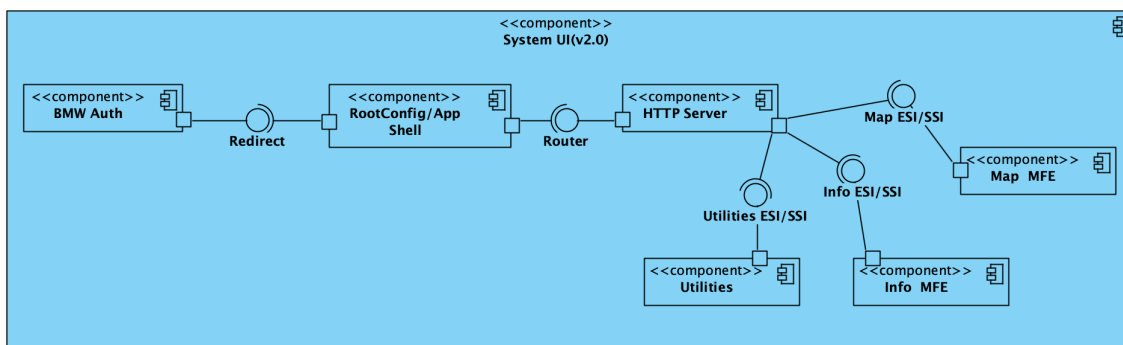 <<component>>
System UI(v2.0)
<<component>>
BMW Auth
Redirect
<<component>>
RootConfig/App
Shell
Router
<<component>>
HTTP Server
Map ESI/SSI
<<component>>
Map MFE
Info ESI/SSI
Utilities ESI/SSI
<<component>>
Utilities
<<component>>
Info MFE